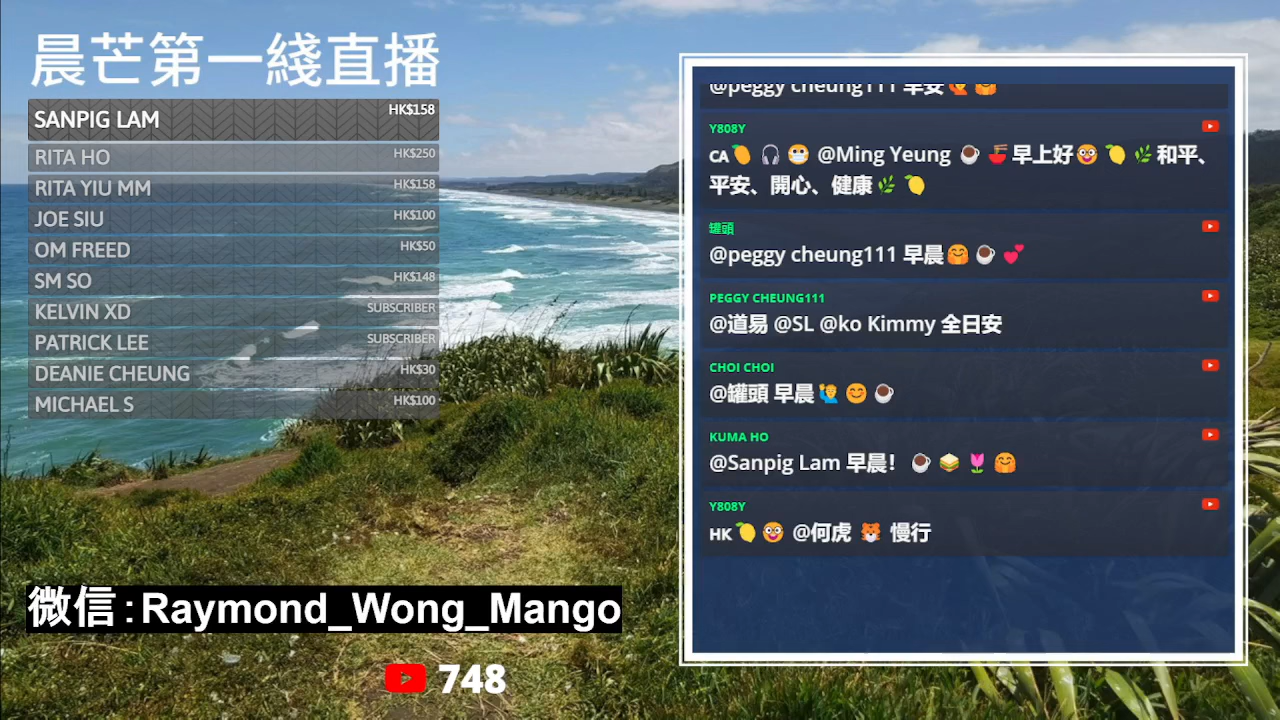 晨芒第一綫直播
SANPIG LAM HK$158
RITA HO HK$250
RITA YIU MM HK$158
JOE SIU HK$100
OM FREED HK$50
SM SO HK$148
KELVIN XD SUBSCRIBER
PATRICK LEE SUBSCRIBER
DEANIE CHEUNG HK$30
MICHAEL S HK$100
微信:Raymond_Wong_Mango
748
@peggy cheung111 早安🙋🤗
Y808Y
CA🥭 🎧 😷 @Ming Yeung ☕ 🍜早上好🤓 🍋 🌿和平、
平安、開心、健康🌿 🍋
罐頭
@peggy cheung111 早晨🤗 ☕ 💕
PEGGY CHEUNG111
@道易 @SL @ko Kimmy 全日安
CHOI CHOI
@罐頭 早晨🙋‍♂️ 😊 ☕
KUMA HO
@Sanpig Lam 早晨! ☕ 🥪 🌷 🤗
Y808Y
HK🍋 🤓 @何虎 🐯 慢行